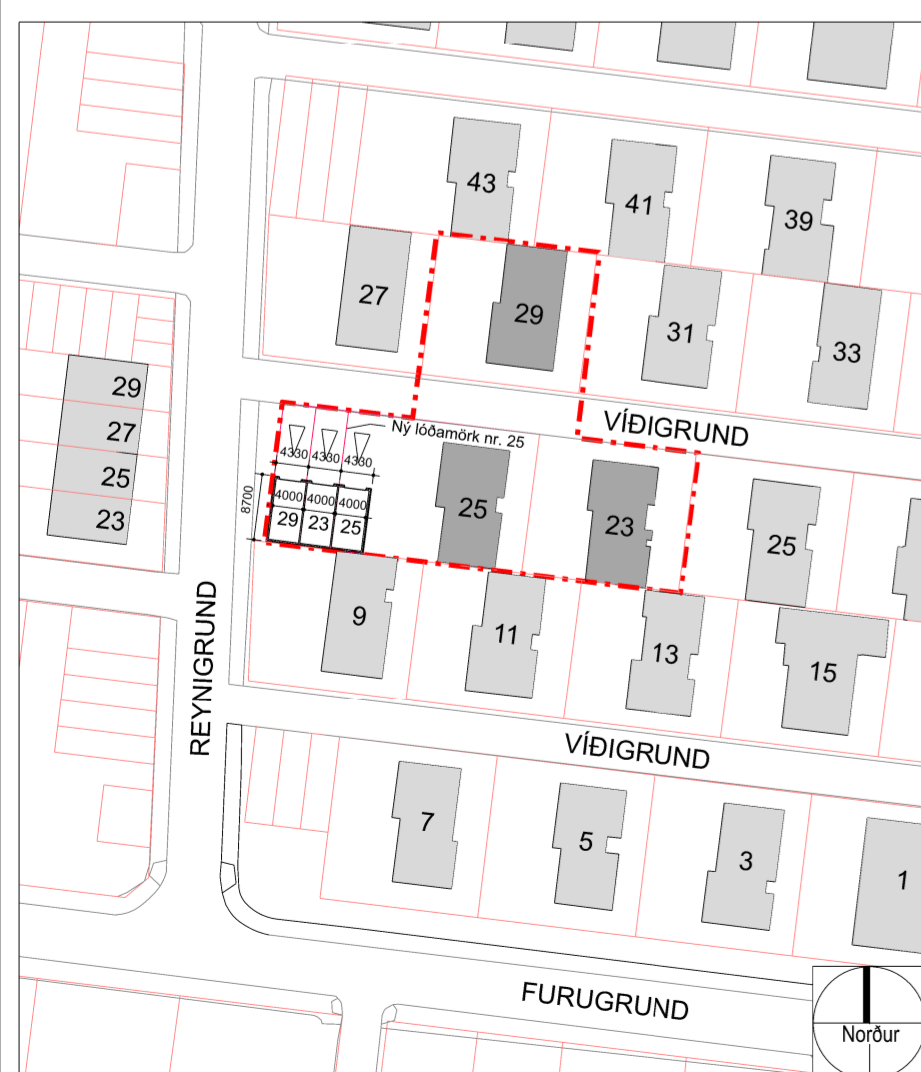 43
41
39
27
29
31
33
29
27
25
23
VÍÐIGRUND
Ný lóðamörk nr. 25
4330 4330 4330
8700
4000 4000 4000
29 23 25
25
23
25
9
11
13
15
REYNIGRUND
VÍÐIGRUND
7
5
3
1
FURUGRUND
Norður